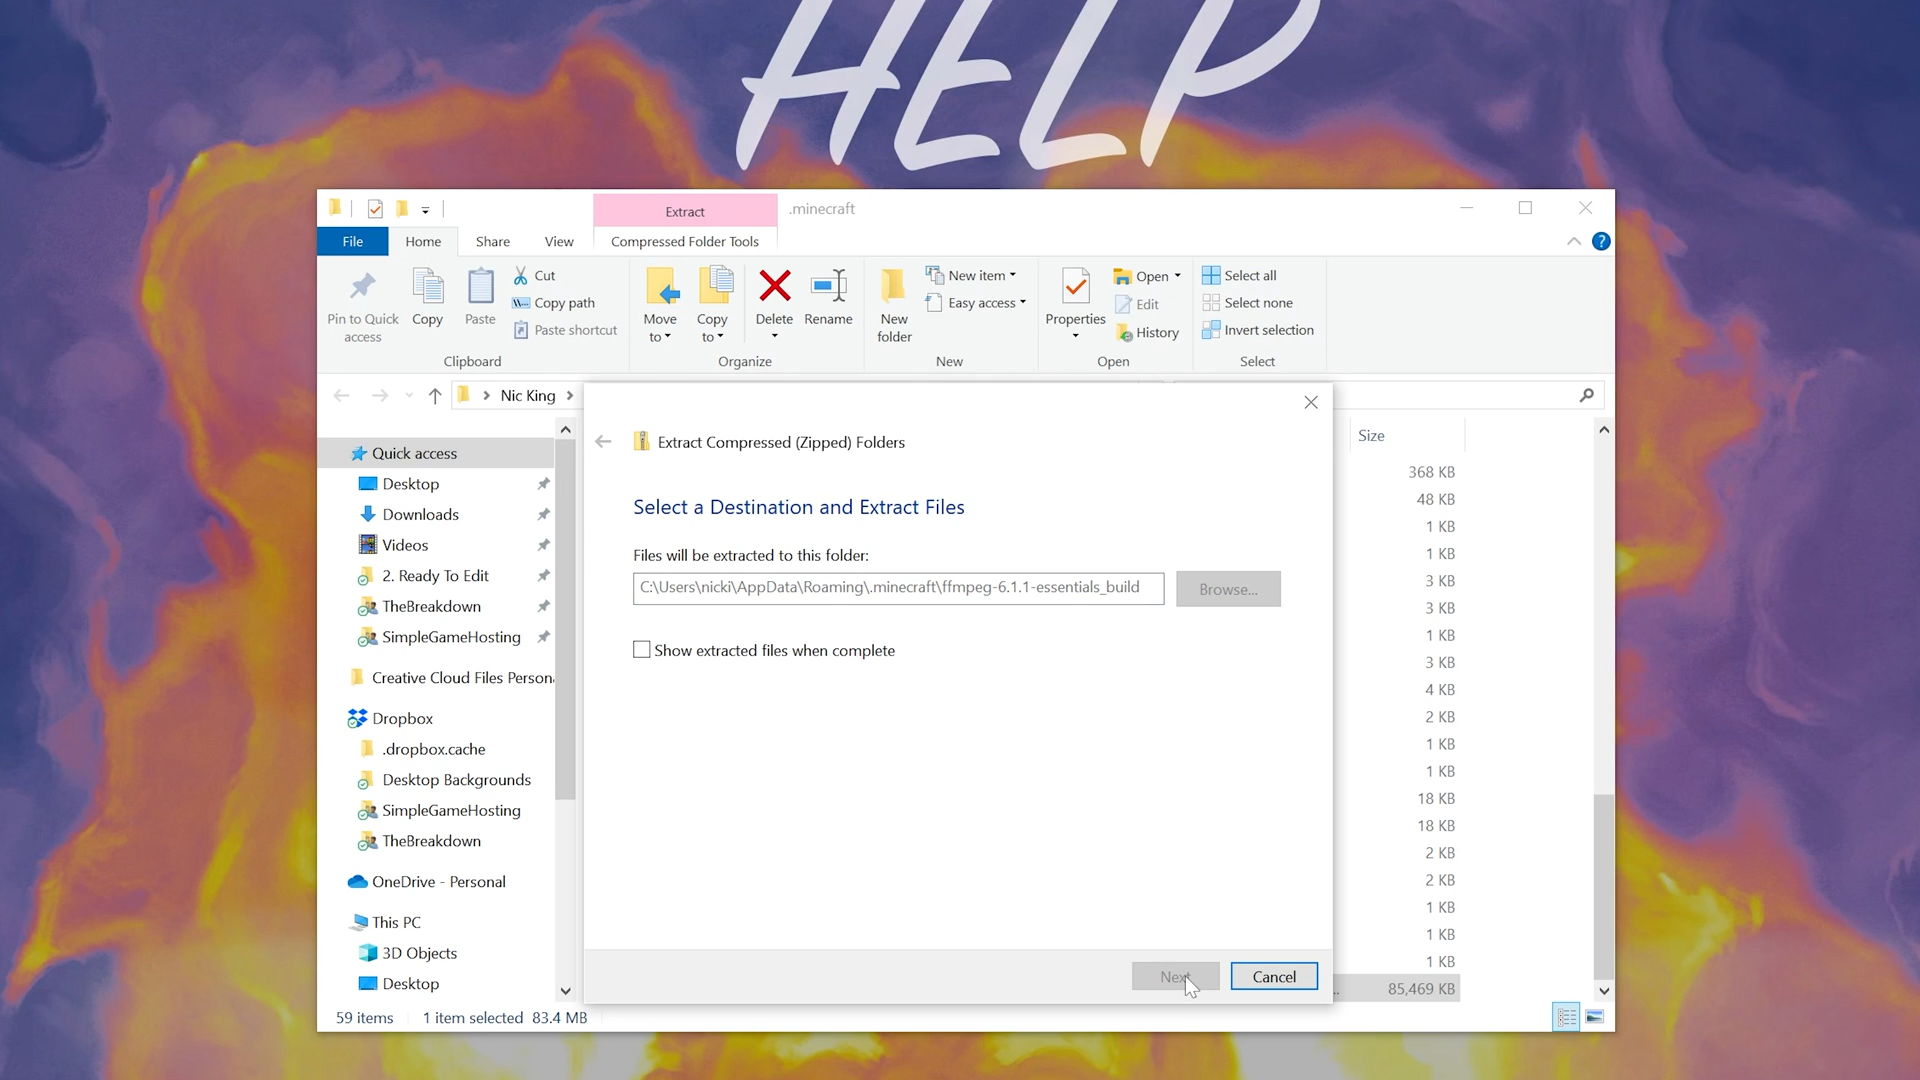 HELP
Extract
.minecraft
File
Home
Share
View
Compressed Folder Tools
?
Pin to Quick access
Copy
Paste
Cut
Copy path
Paste shortcut
Clipboard
Move to
Copy to
Delete
Rename
Organize
New folder
New item
Easy access
New
Properties
Open
Edit
History
Open
Select all
Select none
Invert selection
Select
Nic King
Quick access
Desktop
Downloads
Videos
2. Ready To Edit
TheBreakdown
SimpleGameHosting
Creative Cloud Files Person
Dropbox
.dropbox.cache
Desktop Backgrounds
SimpleGameHosting
TheBreakdown
OneDrive - Personal
This PC
3D Objects
Desktop
Extract Compressed (Zipped) Folders
Select a Destination and Extract Files
Files will be extracted to this folder:
C:\Users\nicki\AppData\Roaming\.minecraft\ffmpeg-6.1.1-essentials_build
Browse...
Show extracted files when complete
Next
Cancel
Size
368 KB
48 KB
1 KB
1 KB
3 KB
3 KB
1 KB
3 KB
4 KB
2 KB
1 KB
1 KB
18 KB
18 KB
2 KB
2 KB
1 KB
1 KB
1 KB
.. 85,469 KB
59 items
1 item selected 83.4 MB